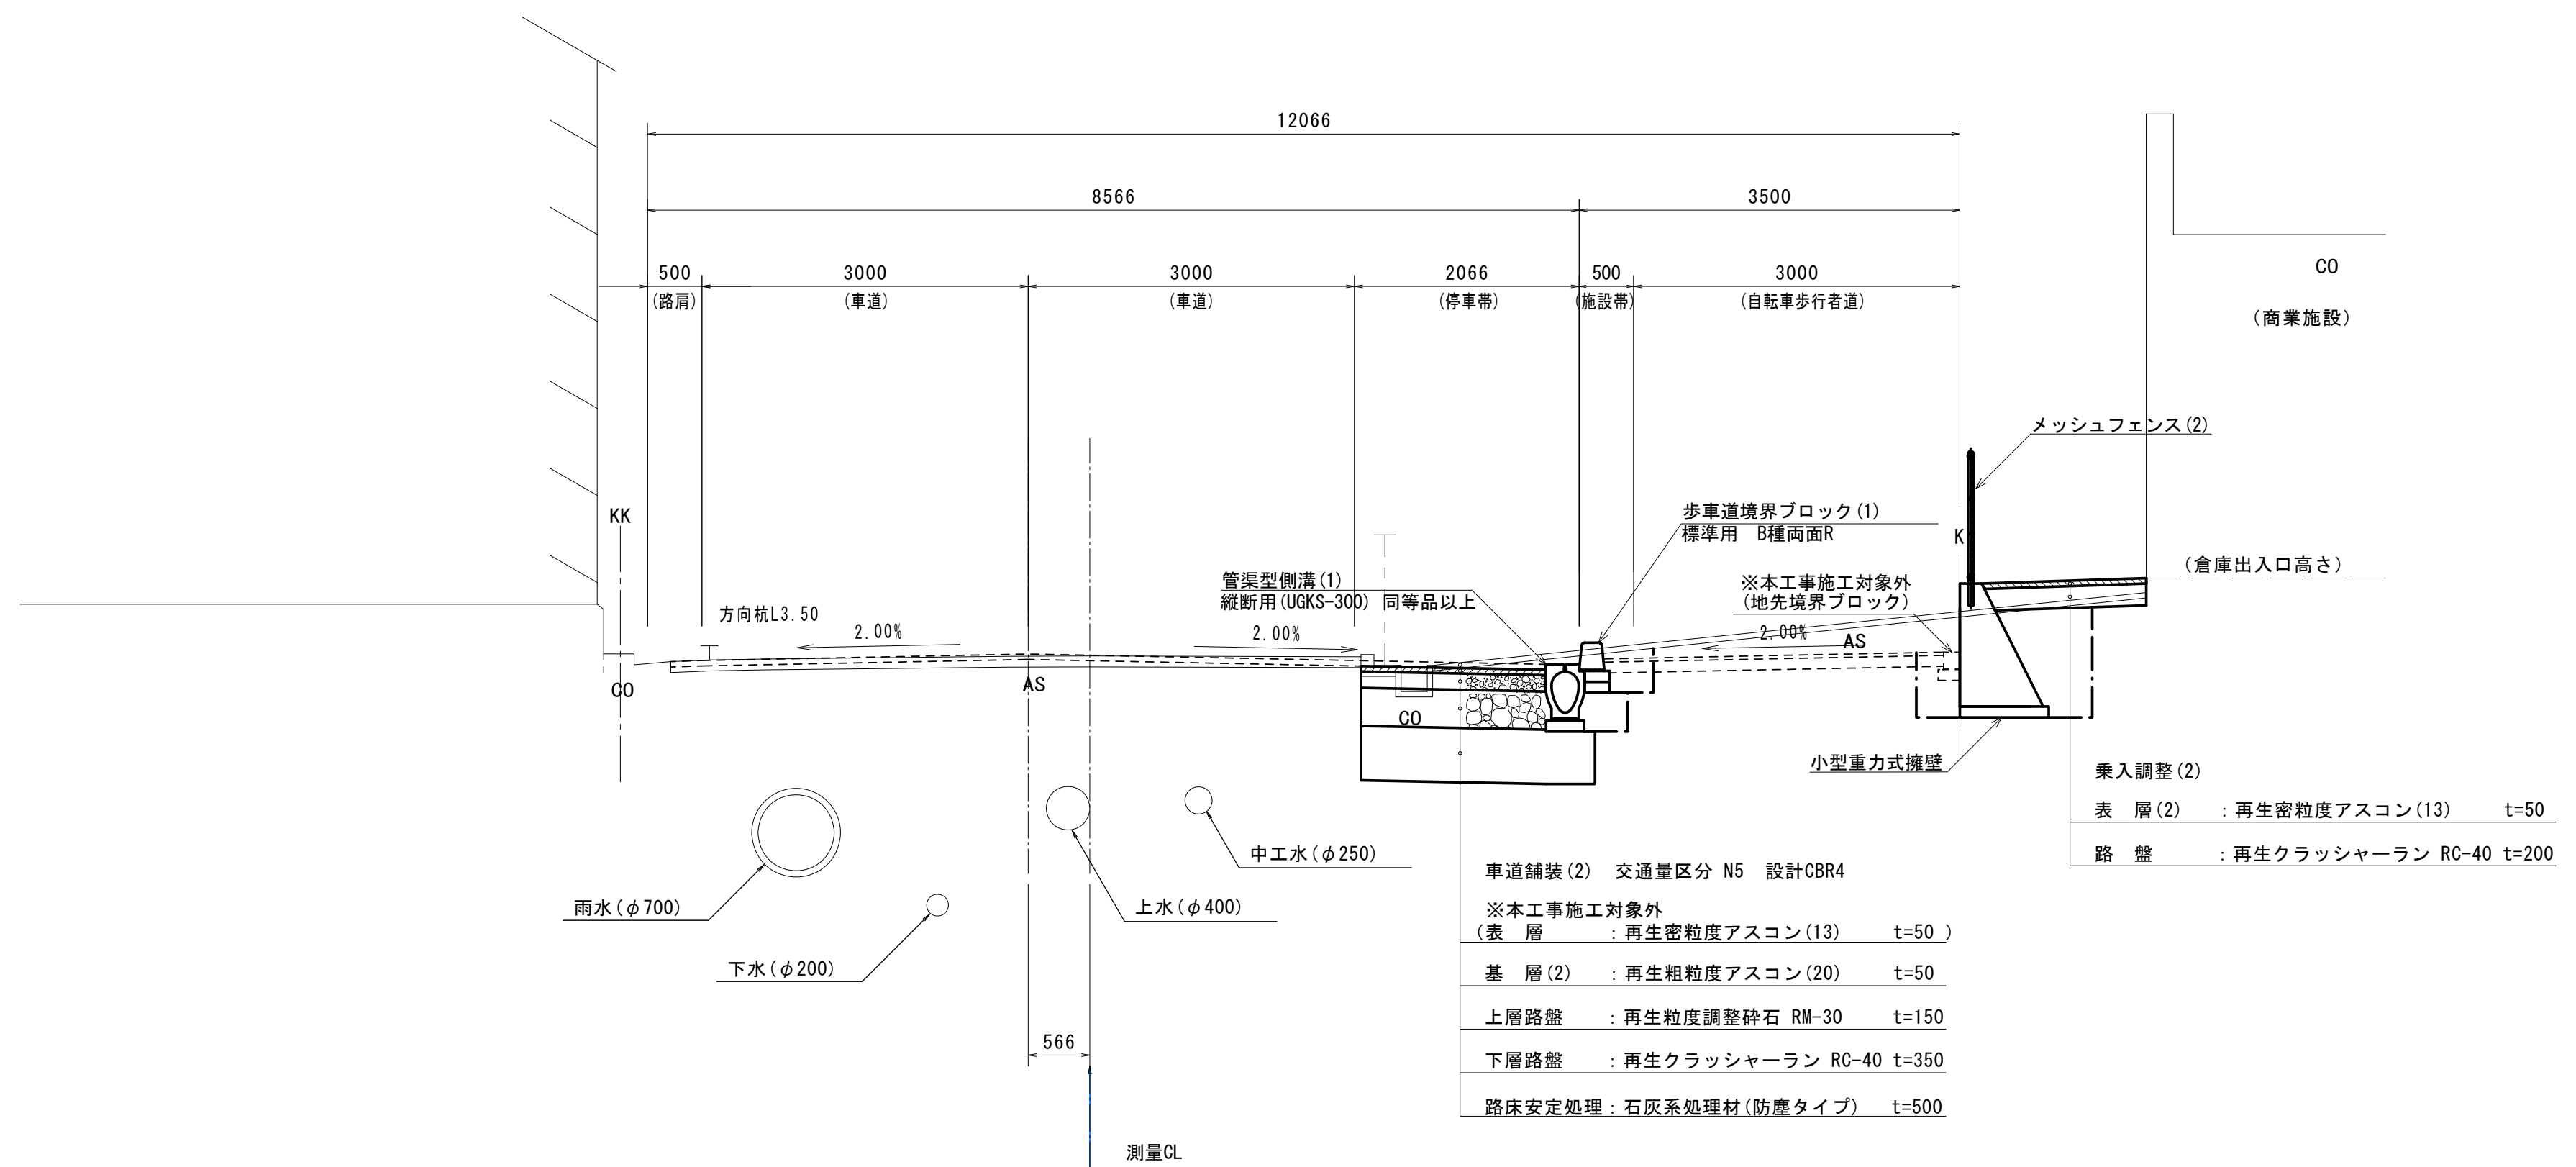 12066
8566
3500
500
3000
3000
2066
500
3000
(路肩)
(車道)
(車道)
(停車帯)
(施設帯)
(自転車歩行者道)
CO
(商業施設)
メッシュフェンス(2)
KK
歩車道境界ブロック(1)
標準用 B種両面R
K
(倉庫出入口高さ)
管渠型側溝(1)
縦断用(UGKS-300) 同等品以上
※本工事施工対象外
(地先境界ブロック)
方向杭L3.50
2.00%
2.00%
2.00%
AS
CO
AS
CO
小型重力式擁壁
乗入調整(2)
表 層(2) :再生密粒度アスコン(13) t=50
路 盤 :再生クラッシャーラン RC-40 t=200
中工水(φ250)
雨水(φ700)
上水(φ400)
下水(φ200)
車道舗装(2) 交通量区分 N5 設計CBR4
※本工事施工対象外
(表 層 :再生密粒度アスコン(13) t=50 )
基 層(2) :再生粗粒度アスコン(20) t=50
上層路盤 :再生粒度調整砕石 RM-30 t=150
下層路盤 :再生クラッシャーラン RC-40 t=350
路床安定処理:石灰系処理材(防塵タイプ) t=500
566
測量CL